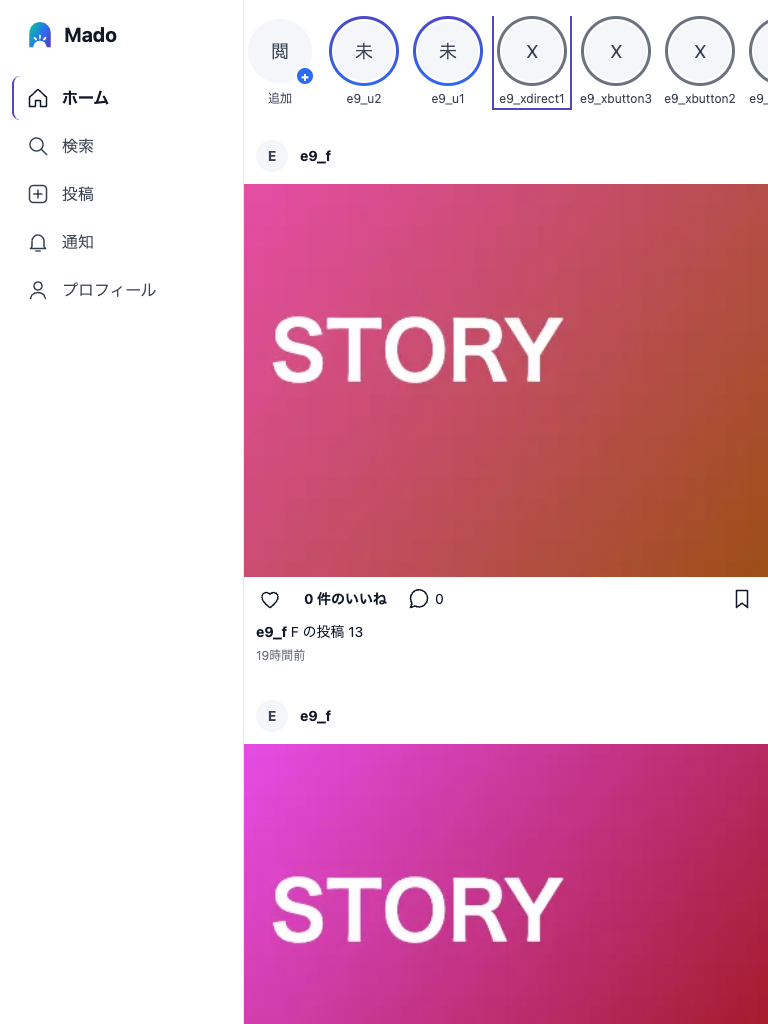 Mado
ホーム
検索
投稿
通知
プロフィール
閲 未 未 X X X
追加 e9_u2 e9_u1 e9_xdirect1 e9_xbutton3 e9_xbutton2 e9_
E e9_f
STORY
0 件のいいね 0
e9_f F の投稿 13
19時間前
E e9_f
STORY